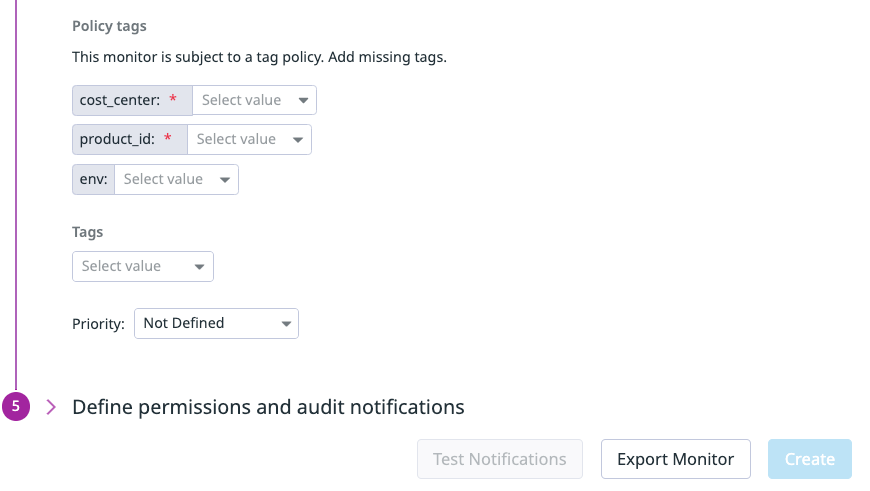 Policy tags
This monitor is subject to a tag policy. Add missing tags.
cost_center: * Select value
product_id: * Select value
env: Select value
Tags
Select value
Priority: Not Defined
5 Define permissions and audit notifications
Test Notifications Export Monitor Create